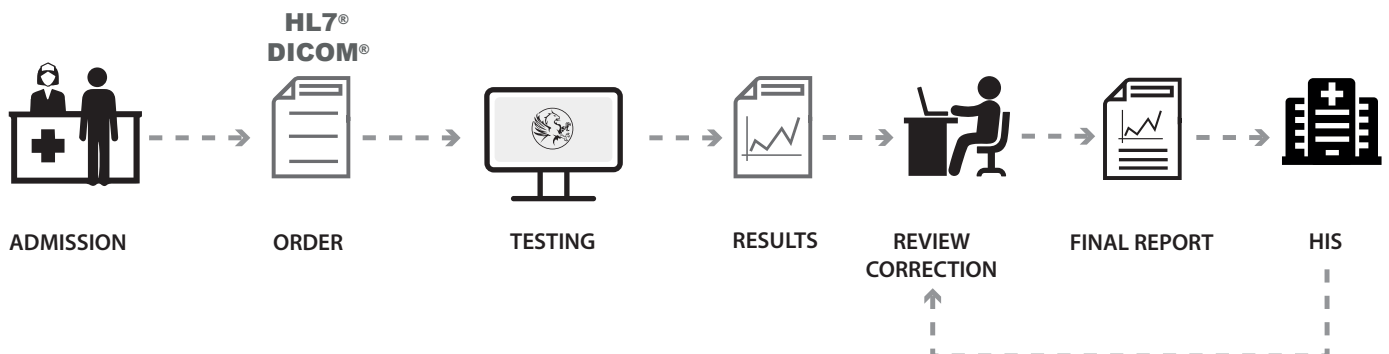 HL7®
DICOM®
ADMISSION
ORDER
TESTING
RESULTS
REVIEW
CORRECTION
FINAL REPORT
HIS